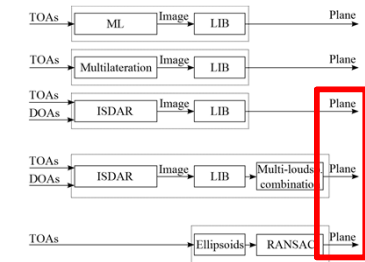 TOAs ML Image LIB Plane
TOAs Multilateration Image LIB Plane
TOAs
DOAs ISDAR Image LIB Plane
TOAs
DOAs ISDAR Image LIB Multi-louds combination Plane
TOAs Ellipsoids RANSAC Plane